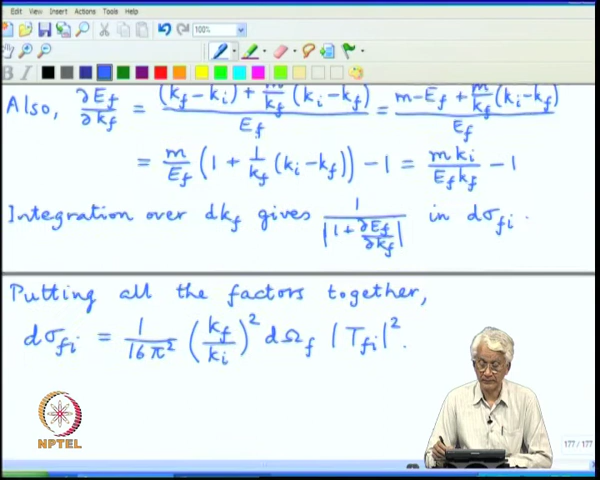 Edit View Insert Actions Tools Help
100%
Also, ∂E_f/∂k_f = ((k_f − k_i) + m/k_f (k_i − k_f))/E_f = (m − E_f + m/k_f (k_i − k_f))/E_f
= m/E_f (1 + 1/k_f (k_i − k_f)) − 1 = m k_i/(E_f k_f) − 1
Integration over dk_f gives 1/|1 + ∂E_f/∂k_f| in dσ_fi.
Putting all the factors together,
dσ_fi = 1/(16π²) (k_f/k_i)² dΩ_f |T_fi|².
NPTEL
177 / 177